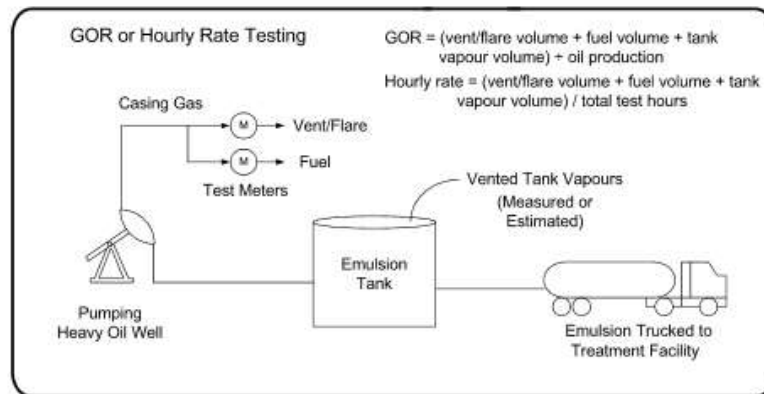 GOR or Hourly Rate Testing
GOR = (vent/flare volume + fuel volume + tank
vapour volume) ÷ oil production
Hourly rate = (vent/flare volume + fuel volume + tank
vapour volume) / total test hours
Casing Gas
M
Vent/Flare
M
Fuel
Test Meters
Vented Tank Vapours
(Measured or
Estimated)
Emulsion
Tank
Pumping
Heavy Oil Well
Emulsion Trucked to
Treatment Facility